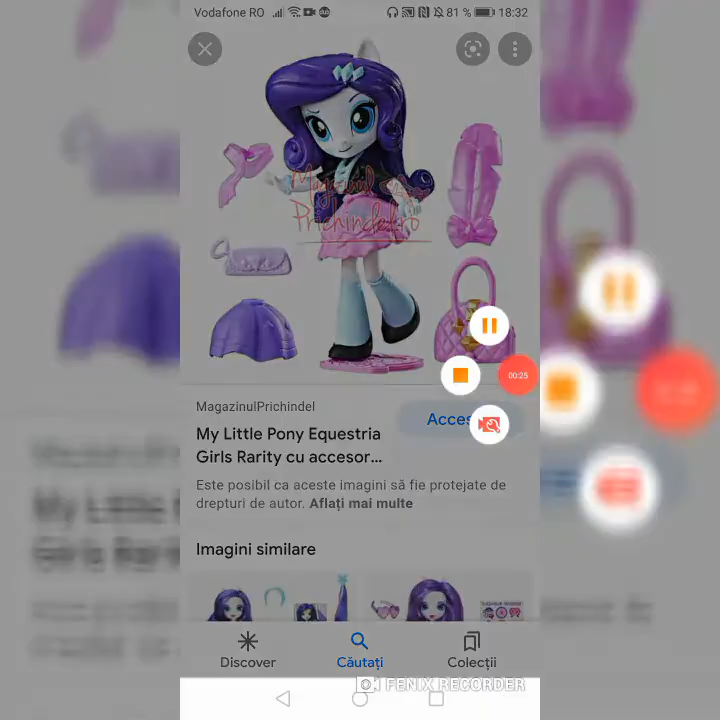 Vodafone RO
81 %
18:32
Magazinul
Prichindel.ro
00:25
MagazinulPrichindel
Acces
My Little Pony Equestria
Girls Rarity cu accesor...
Este posibil ca aceste imagini să fie protejate de
drepturi de autor. Aflați mai multe
Imagini similare
Discover
Căutați
Colecții
FENIX RECORDER